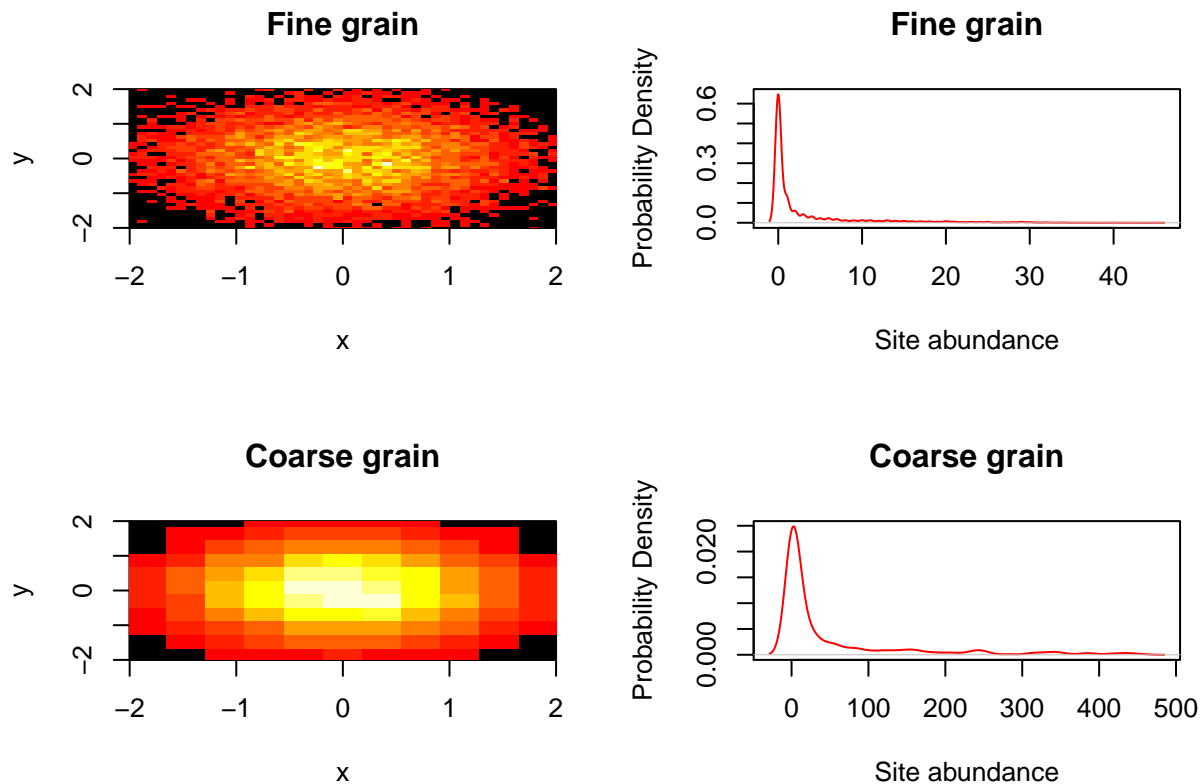 Fine grain
y
2
0
−2
−2 −1 0 1 2
x
Fine grain
Probability Density
0.6
0.3
0.0
0 10 20 30 40
Site abundance
Coarse grain
y
2
0
−2
−2 −1 0 1 2
x
Coarse grain
Probability Density
0.020
0.000
0 100 200 300 400 500
Site abundance